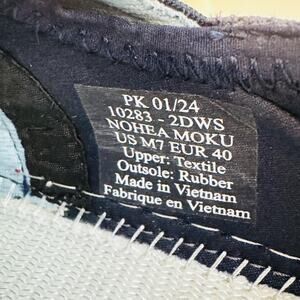 PK 01/24
10283 - 2DWS
NOHEA MOKU
US M7 EUR 40
Upper: Textile
Outsole: Rubber
Made in Vietnam
Fabrique en Vietnam